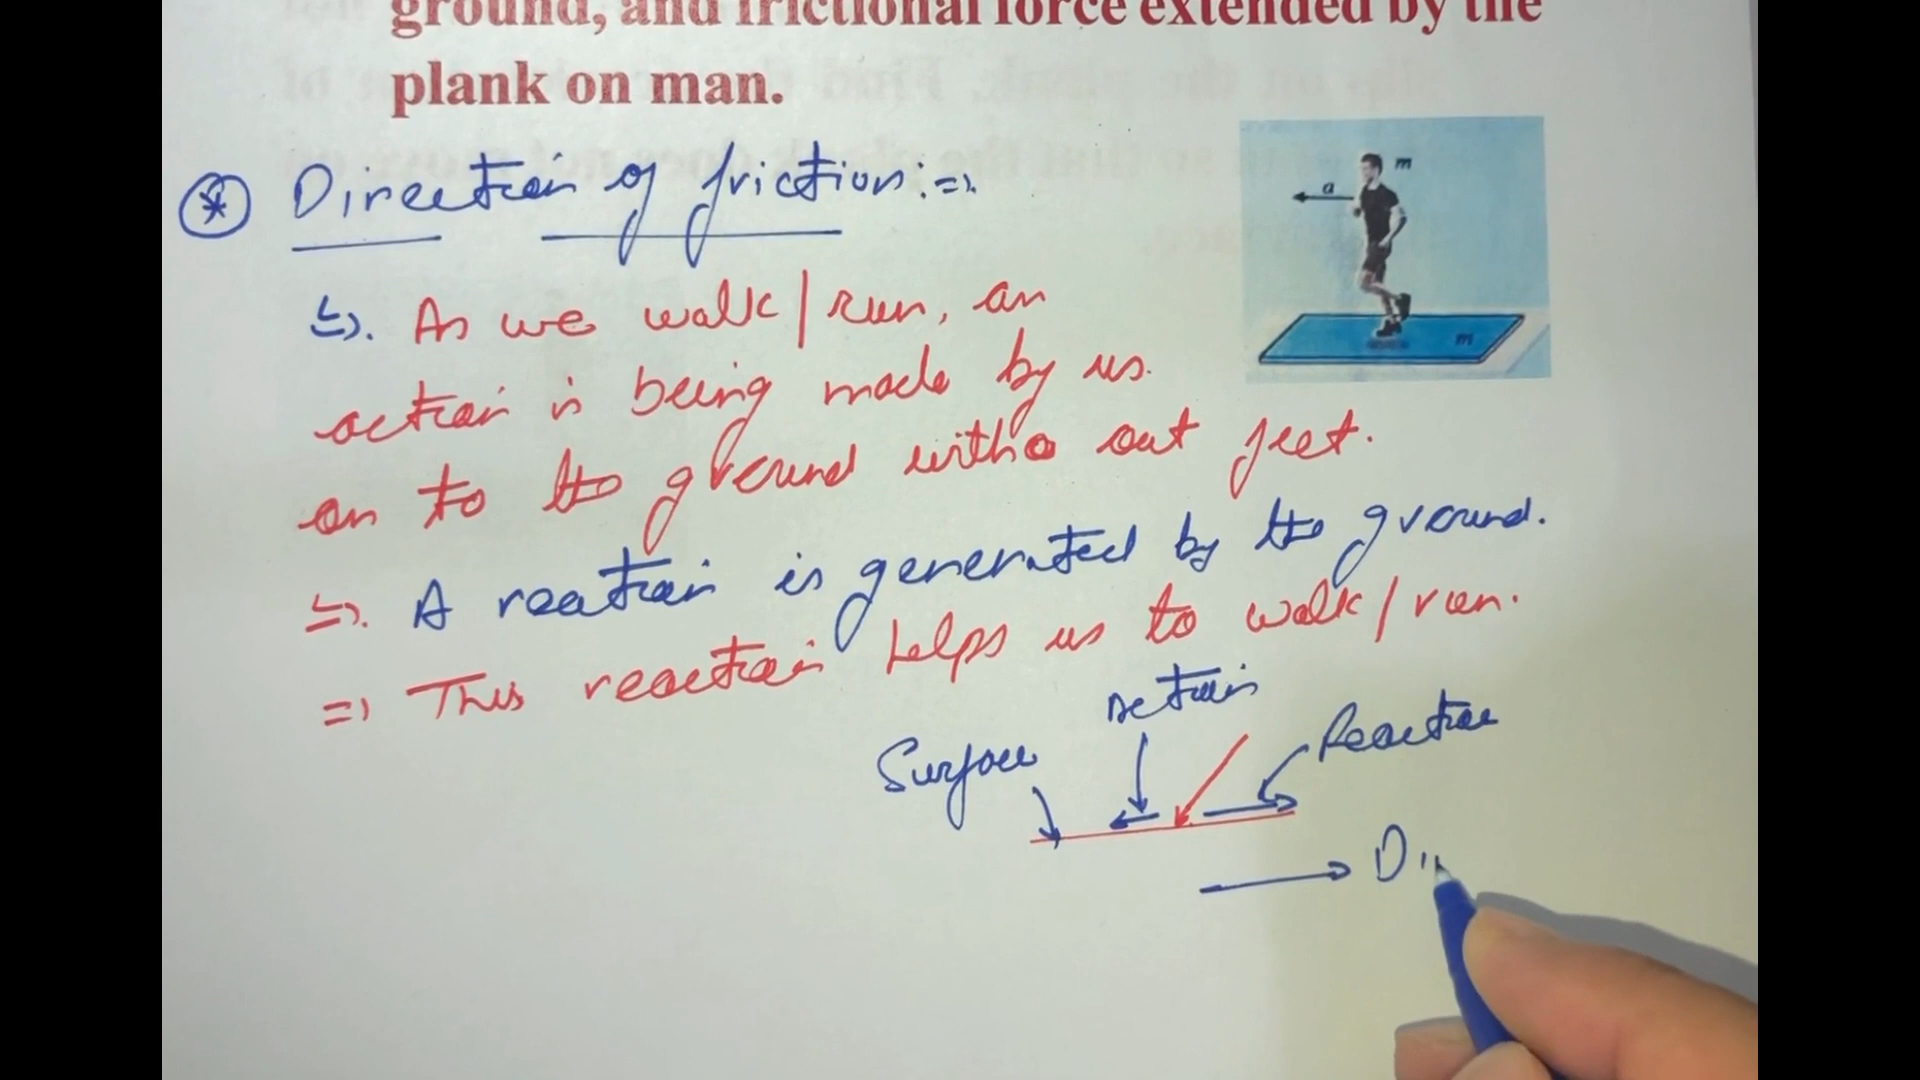 ground, and frictional force extended by the
plank on man.
* Direction of friction :⇒
m
a
m
⇒. As we walk/run, an
action is being made by us.
on to the ground with out feet.
⇒. A reaction is generated by the ground.
⇒ This reaction helps us to walk/run.
Action
Surface
Reaction
Di